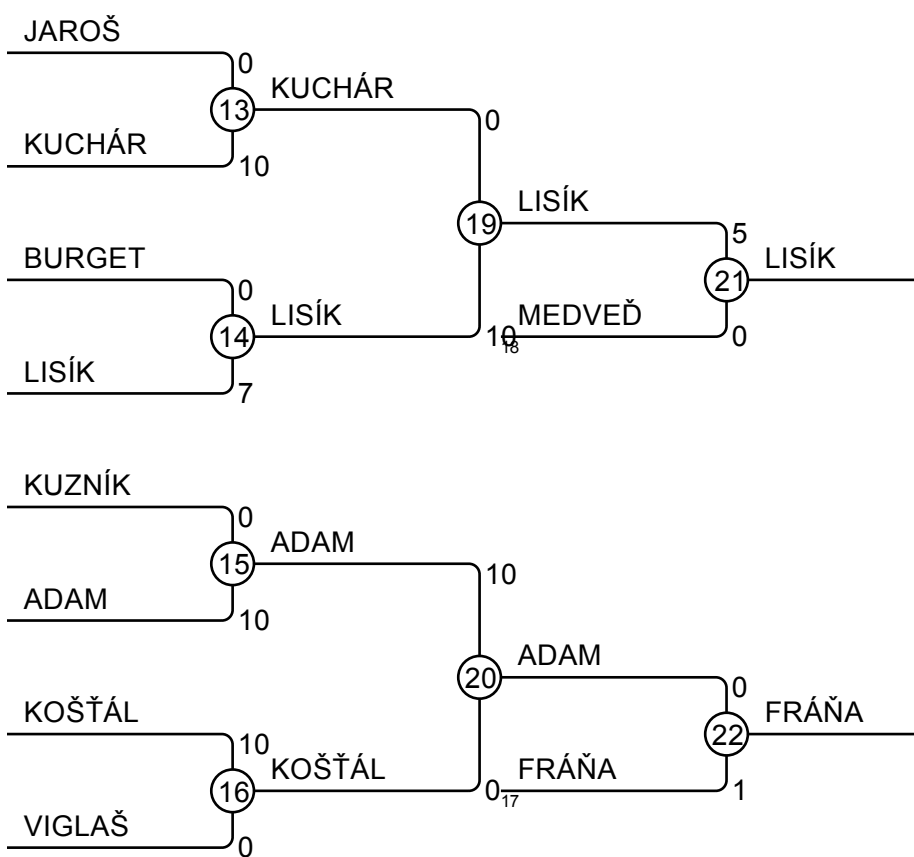 JAROŠ
0
13
KUCHÁR
KUCHÁR
10
0
19
LISÍK
BURGET
0
14
LISÍK
10
LISÍK
7
5
21
LISÍK
MEDVEĎ
18
0
KUZNÍK
0
15
ADAM
ADAM
10
10
20
ADAM
KOŠŤÁL
10
16
KOŠŤÁL
0
VIGLAŠ
0
0
22
FRÁŇA
FRÁŇA
17
1